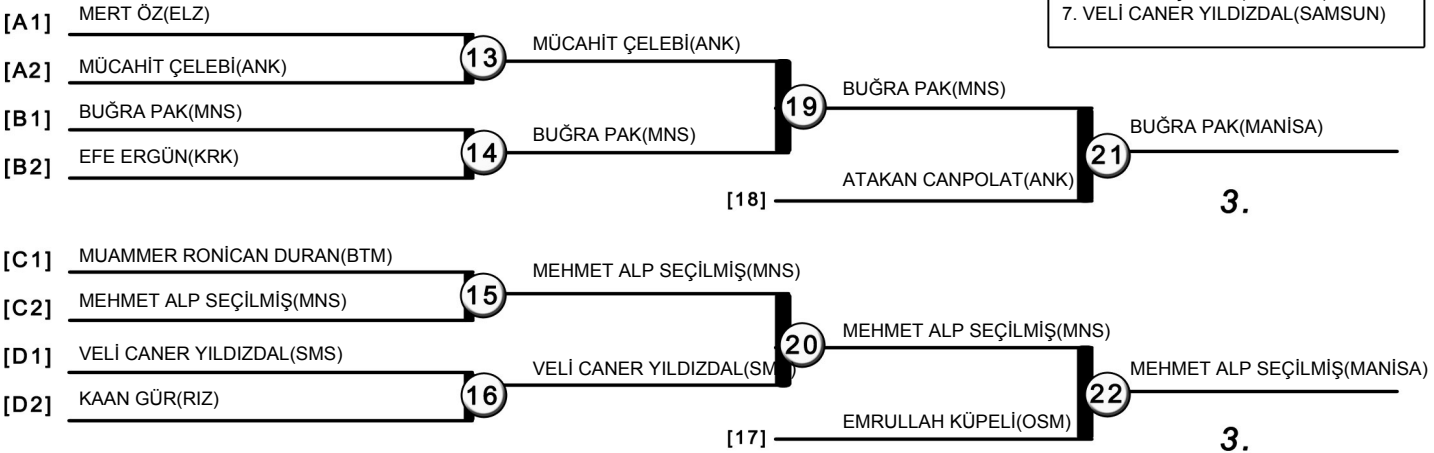 7. VELİ CANER YILDIZDAL(SAMSUN)
[A1] MERT ÖZ(ELZ)
[A2] MÜCAHİT ÇELEBİ(ANK)
13
MÜCAHİT ÇELEBİ(ANK)
[B1] BUĞRA PAK(MNS)
[B2] EFE ERGÜN(KRK)
14
BUĞRA PAK(MNS)
19
BUĞRA PAK(MNS)
[18] ATAKAN CANPOLAT(ANK)
21
BUĞRA PAK(MANİSA)
3.
[C1] MUAMMER RONİCAN DURAN(BTM)
[C2] MEHMET ALP SEÇİLMİŞ(MNS)
15
MEHMET ALP SEÇİLMİŞ(MNS)
[D1] VELİ CANER YILDIZDAL(SMS)
[D2] KAAN GÜR(RIZ)
16
VELİ CANER YILDIZDAL(SM
20
MEHMET ALP SEÇİLMİŞ(MNS)
[17] EMRULLAH KÜPELİ(OSM)
22
MEHMET ALP SEÇİLMİŞ(MANİSA)
3.